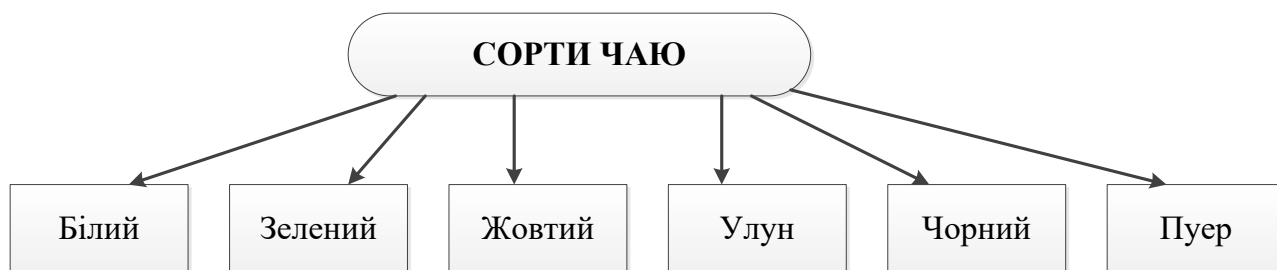 СОРТИ ЧАЮ
Білий
Зелений
Жовтий
Улун
Чорний
Пуер